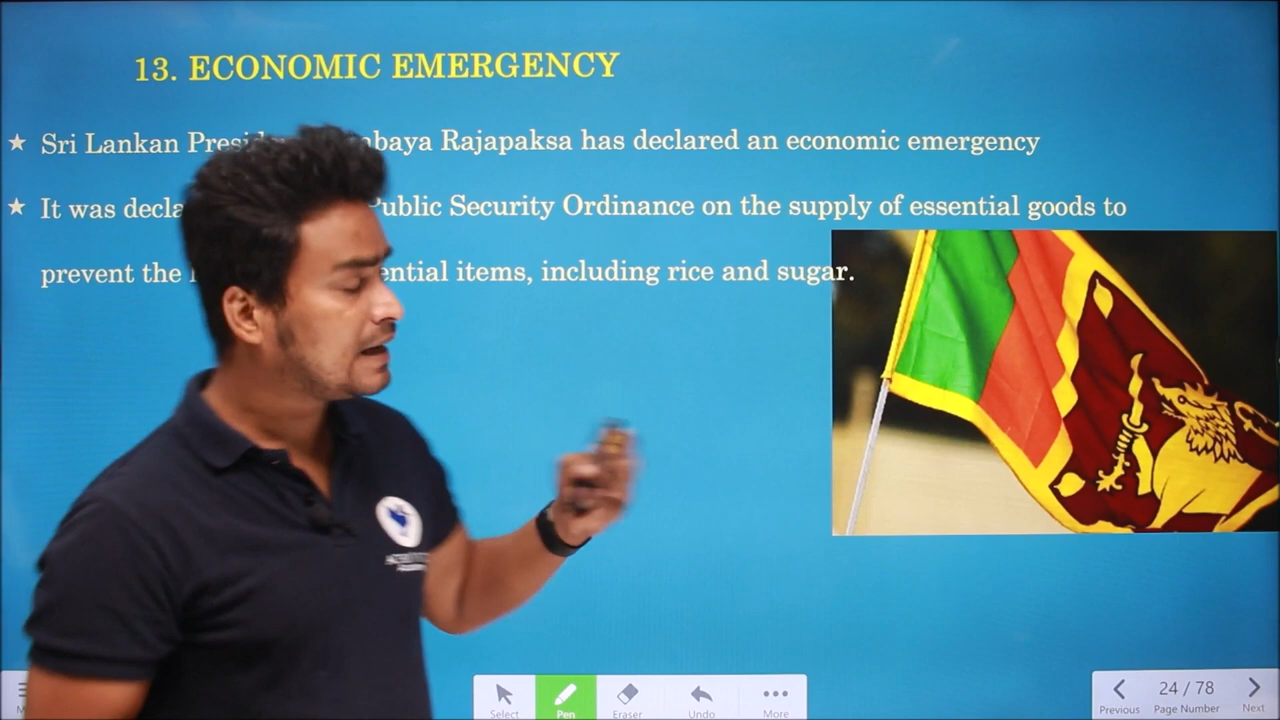 13. ECONOMIC EMERGENCY
★ Sri Lankan Presid abaya Rajapaksa has declared an economic emergency
★ It was decla Public Security Ordinance on the supply of essential goods to
prevent the ential items, including rice and sugar.
Select
Pen
Eraser
Undo
More
Previous
24 / 78
Page Number
Next